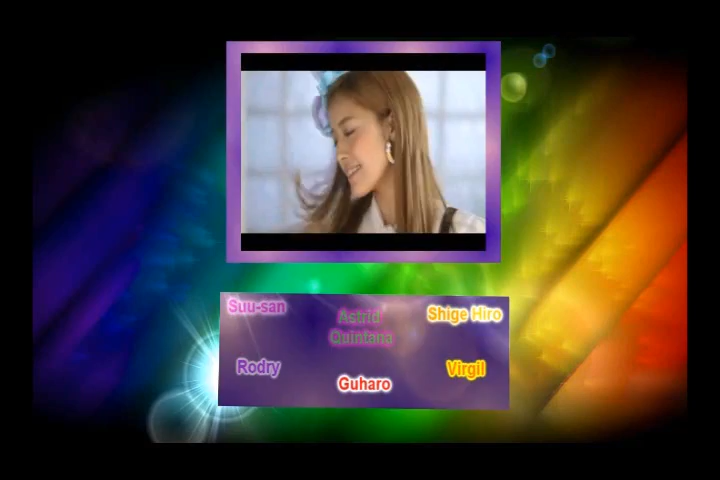 Suu-san
Astrid
Quintana
Shige Hiro
Rodry
Guharo
Virgil